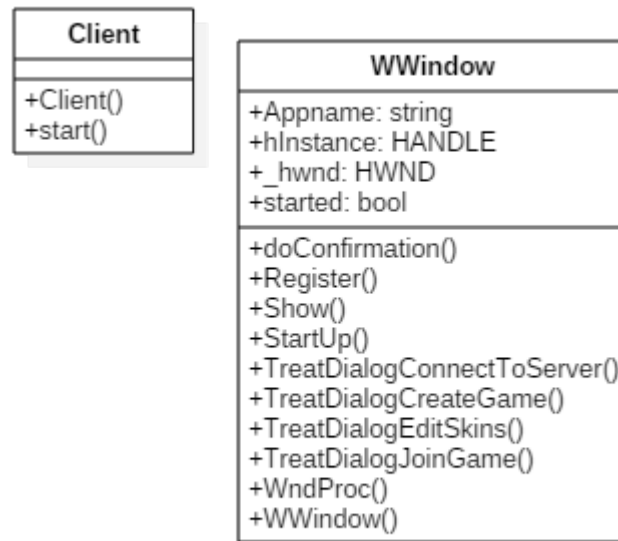 Client
+Client()
+start()
WWindow
+Appname: string
+hInstance: HANDLE
+_hwnd: HWND
+started: bool
+doConfirmation()
+Register()
+Show()
+StartUp()
+TreatDialogConnectToServer()
+TreatDialogCreateGame()
+TreatDialogEditSkins()
+TreatDialogJoinGame()
+WndProc()
+WWindow()